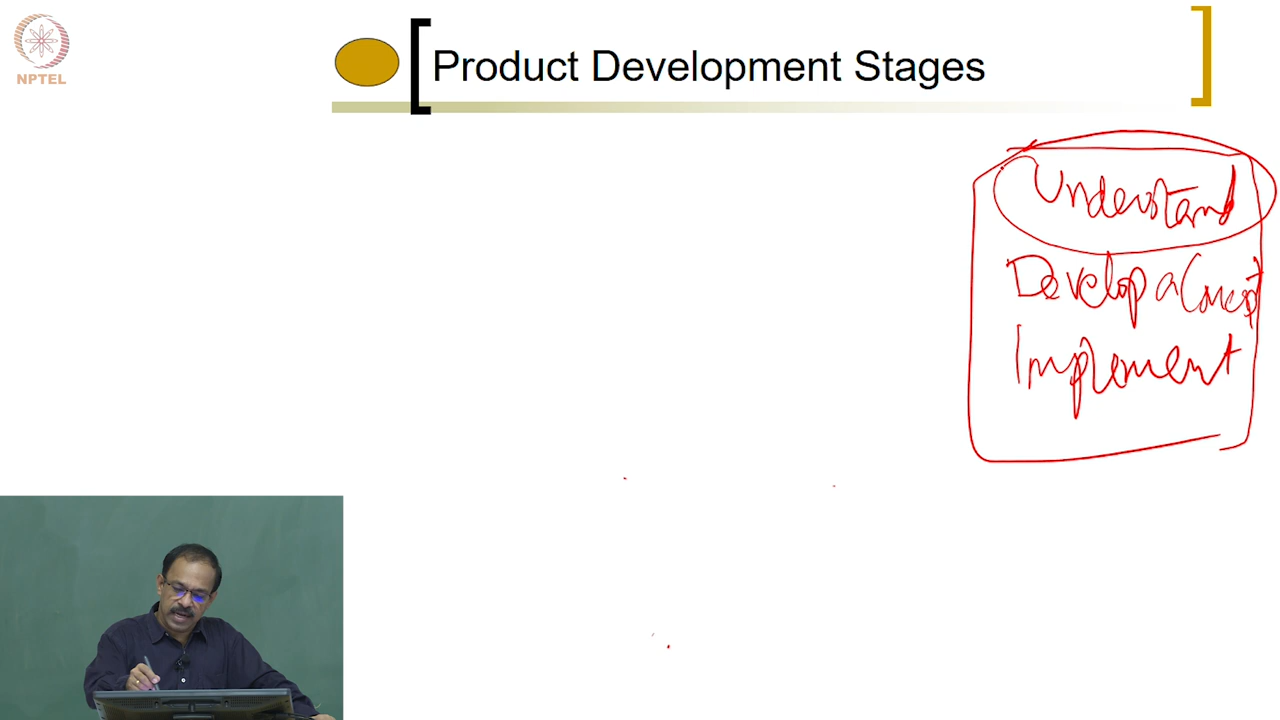 NPTEL
Product Development Stages
Understand
Develop a Concept
Implement